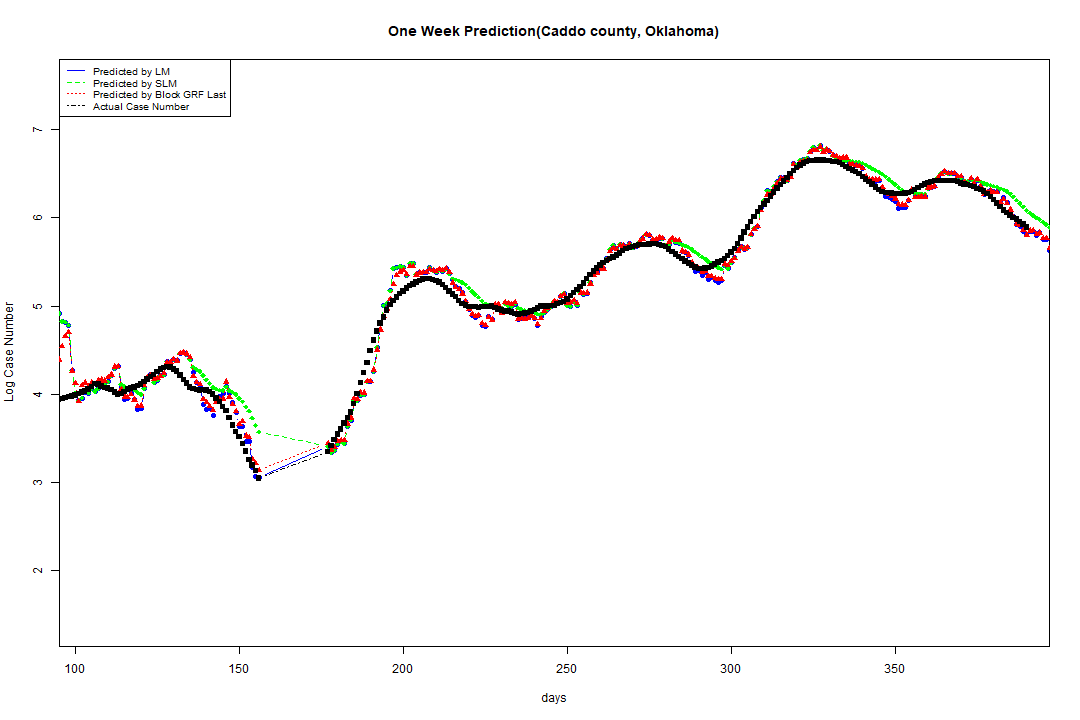 One Week Prediction(Caddo county, Oklahoma)
Predicted by LM
Predicted by SLM
Predicted by Block GRF Last
Actual Case Number
7
6
5
4
3
2
Log Case Number
100 150 200 250 300 350
days